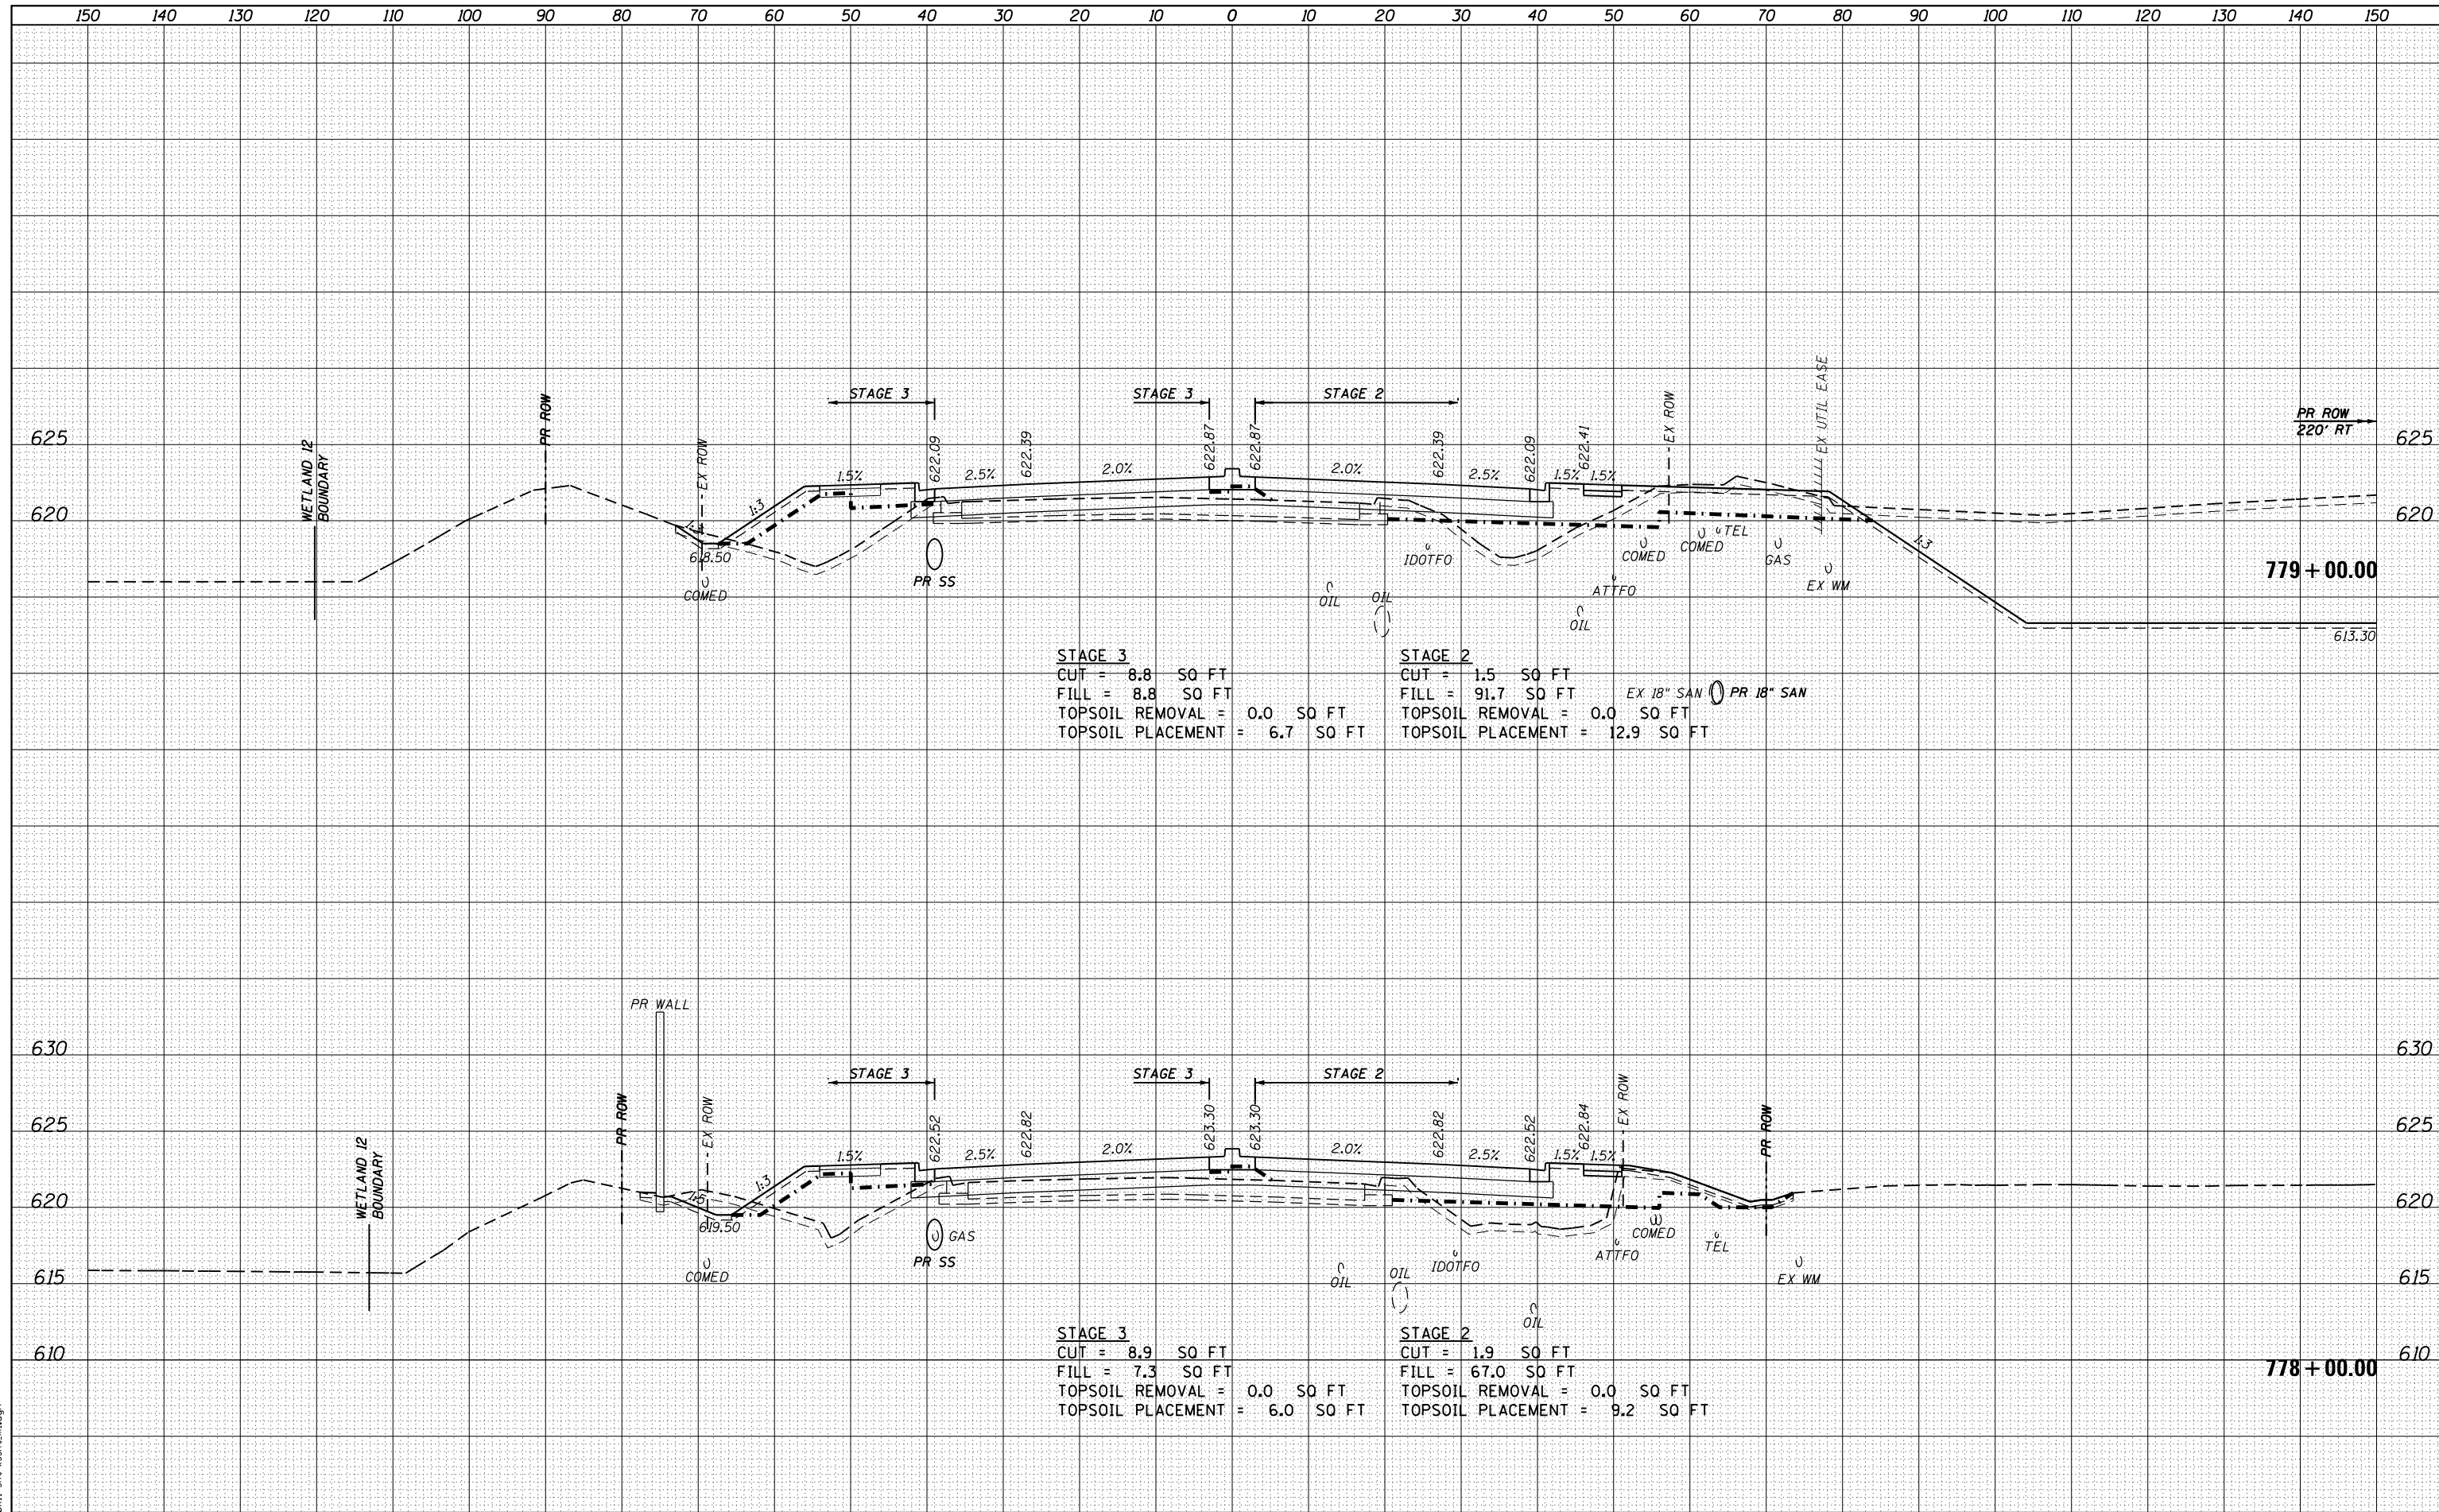 150 140 130 120 110 100 90 80 70 60 50 40 30 20 10 0 10 20 30 40 50 60 70 80 90 100 110 120 130 140 150
STAGE 3
STAGE 3
STAGE 2
625
WETLAND 12
BOUNDARY
PR ROW
EX ROW
622.09
622.39
622.87
622.87
622.39
622.09
622.41
EX ROW
EX UTIL EASE
PR ROW
220' RT
625
1.5%
2.5%
2.0%
2.0%
2.5%
1.5%
1.5%
620
1:3
1:3
620
618.50
COMED
PR SS
OIL
OIL
IDOTFO
OIL
ATTFO
COMED
COMED
TEL
GAS
EX WM
779+00.00
613.30
STAGE 3
CUT = 8.8 SQ FT
FILL = 8.8 SQ FT
TOPSOIL REMOVAL = 0.0 SQ FT
TOPSOIL PLACEMENT = 6.7 SQ FT
STAGE 2
CUT = 1.5 SQ FT
FILL = 91.7 SQ FT
TOPSOIL REMOVAL = 0.0 SQ FT
TOPSOIL PLACEMENT = 12.9 SQ FT
EX 18" SAN
PR 18" SAN
PR WALL
630
630
STAGE 3
STAGE 3
STAGE 2
625
WETLAND 12
BOUNDARY
PR ROW
EX ROW
622.52
622.82
623.30
623.30
622.82
622.52
622.84
EX ROW
PR ROW
625
1.5%
2.5%
2.0%
2.0%
2.5%
1.5%
1.5%
620
1:5
1:3
620
619.50
COMED
GAS
PR SS
OIL
OIL
IDOTFO
OIL
ATTFO
COMED
TEL
EX WM
615
615
STAGE 3
CUT = 8.9 SQ FT
FILL = 7.3 SQ FT
TOPSOIL REMOVAL = 0.0 SQ FT
TOPSOIL PLACEMENT = 6.0 SQ FT
STAGE 2
CUT = 1.9 SQ FT
FILL = 67.0 SQ FT
TOPSOIL REMOVAL = 0.0 SQ FT
TOPSOIL PLACEMENT = 9.2 SQ FT
610
610
778+00.00